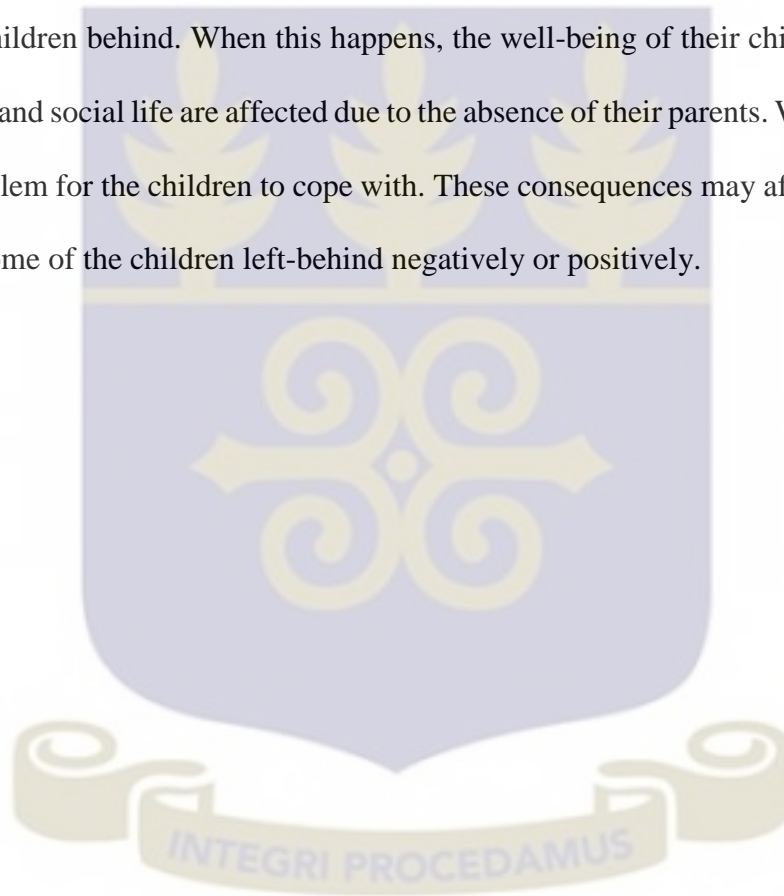 ildren behind. When this happens, the well-being of their chi
and social life are affected due to the absence of their parents.
lem for the children to cope with. These consequences may af
ome of the children left-behind negatively or positively.
INTEGRI PROCEDAMUS